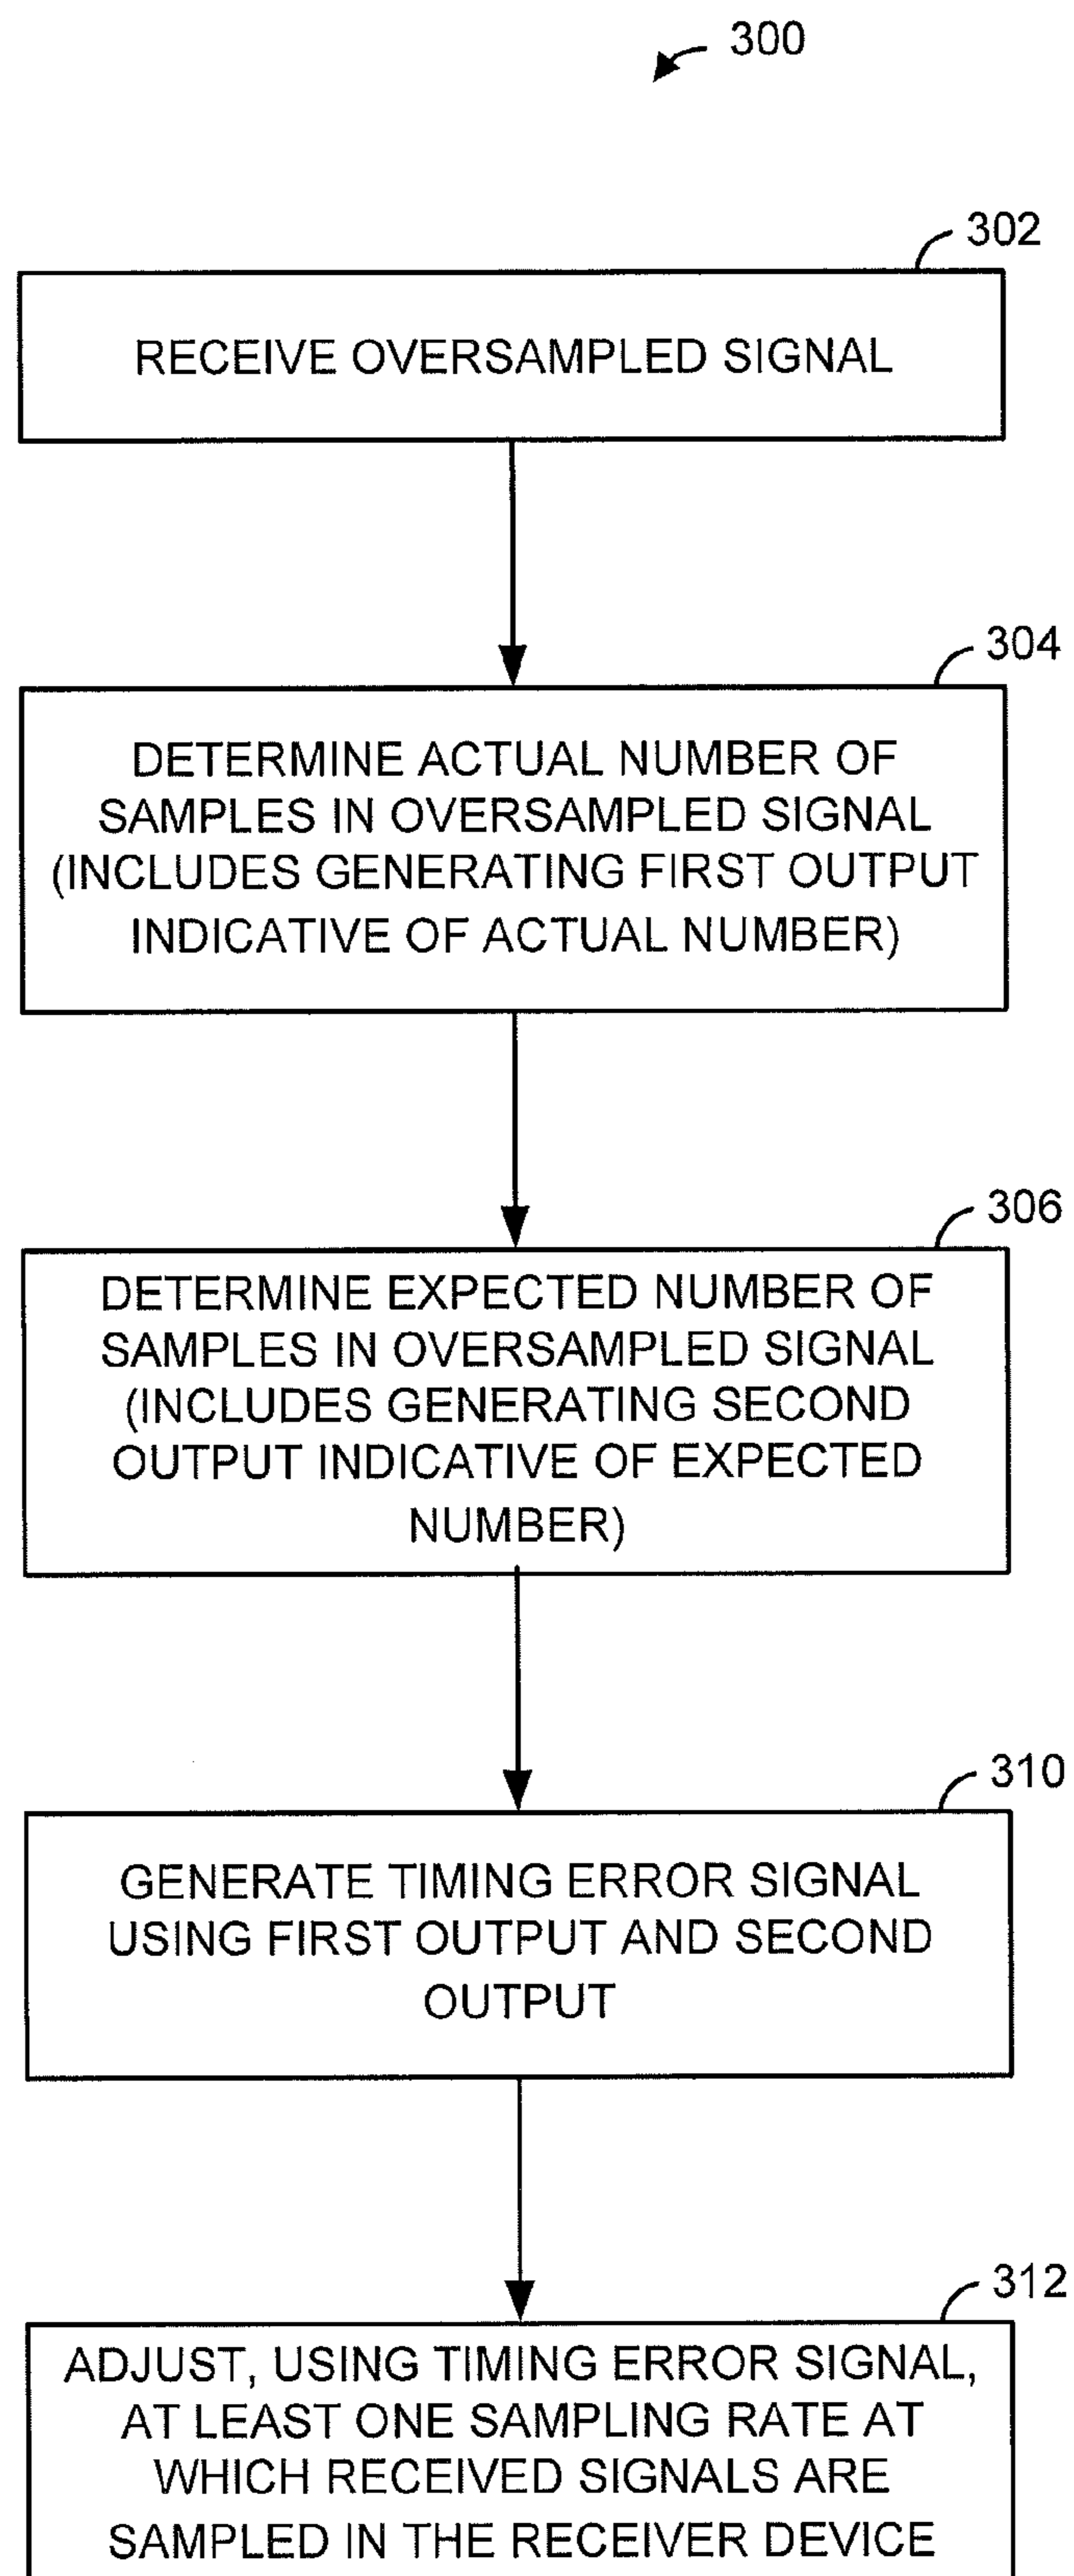 300
302
RECEIVE OVERSAMPLED SIGNAL
304
DETERMINE ACTUAL NUMBER OF
SAMPLES IN OVERSAMPLED SIGNAL
(INCLUDES GENERATING FIRST OUTPUT
INDICATIVE OF ACTUAL NUMBER)
306
DETERMINE EXPECTED NUMBER OF
SAMPLES IN OVERSAMPLED SIGNAL
(INCLUDES GENERATING SECOND
OUTPUT INDICATIVE OF EXPECTED
NUMBER)
310
GENERATE TIMING ERROR SIGNAL
USING FIRST OUTPUT AND SECOND
OUTPUT
312
ADJUST, USING TIMING ERROR SIGNAL,
AT LEAST ONE SAMPLING RATE AT
WHICH RECEIVED SIGNALS ARE
SAMPLED IN THE RECEIVER DEVICE